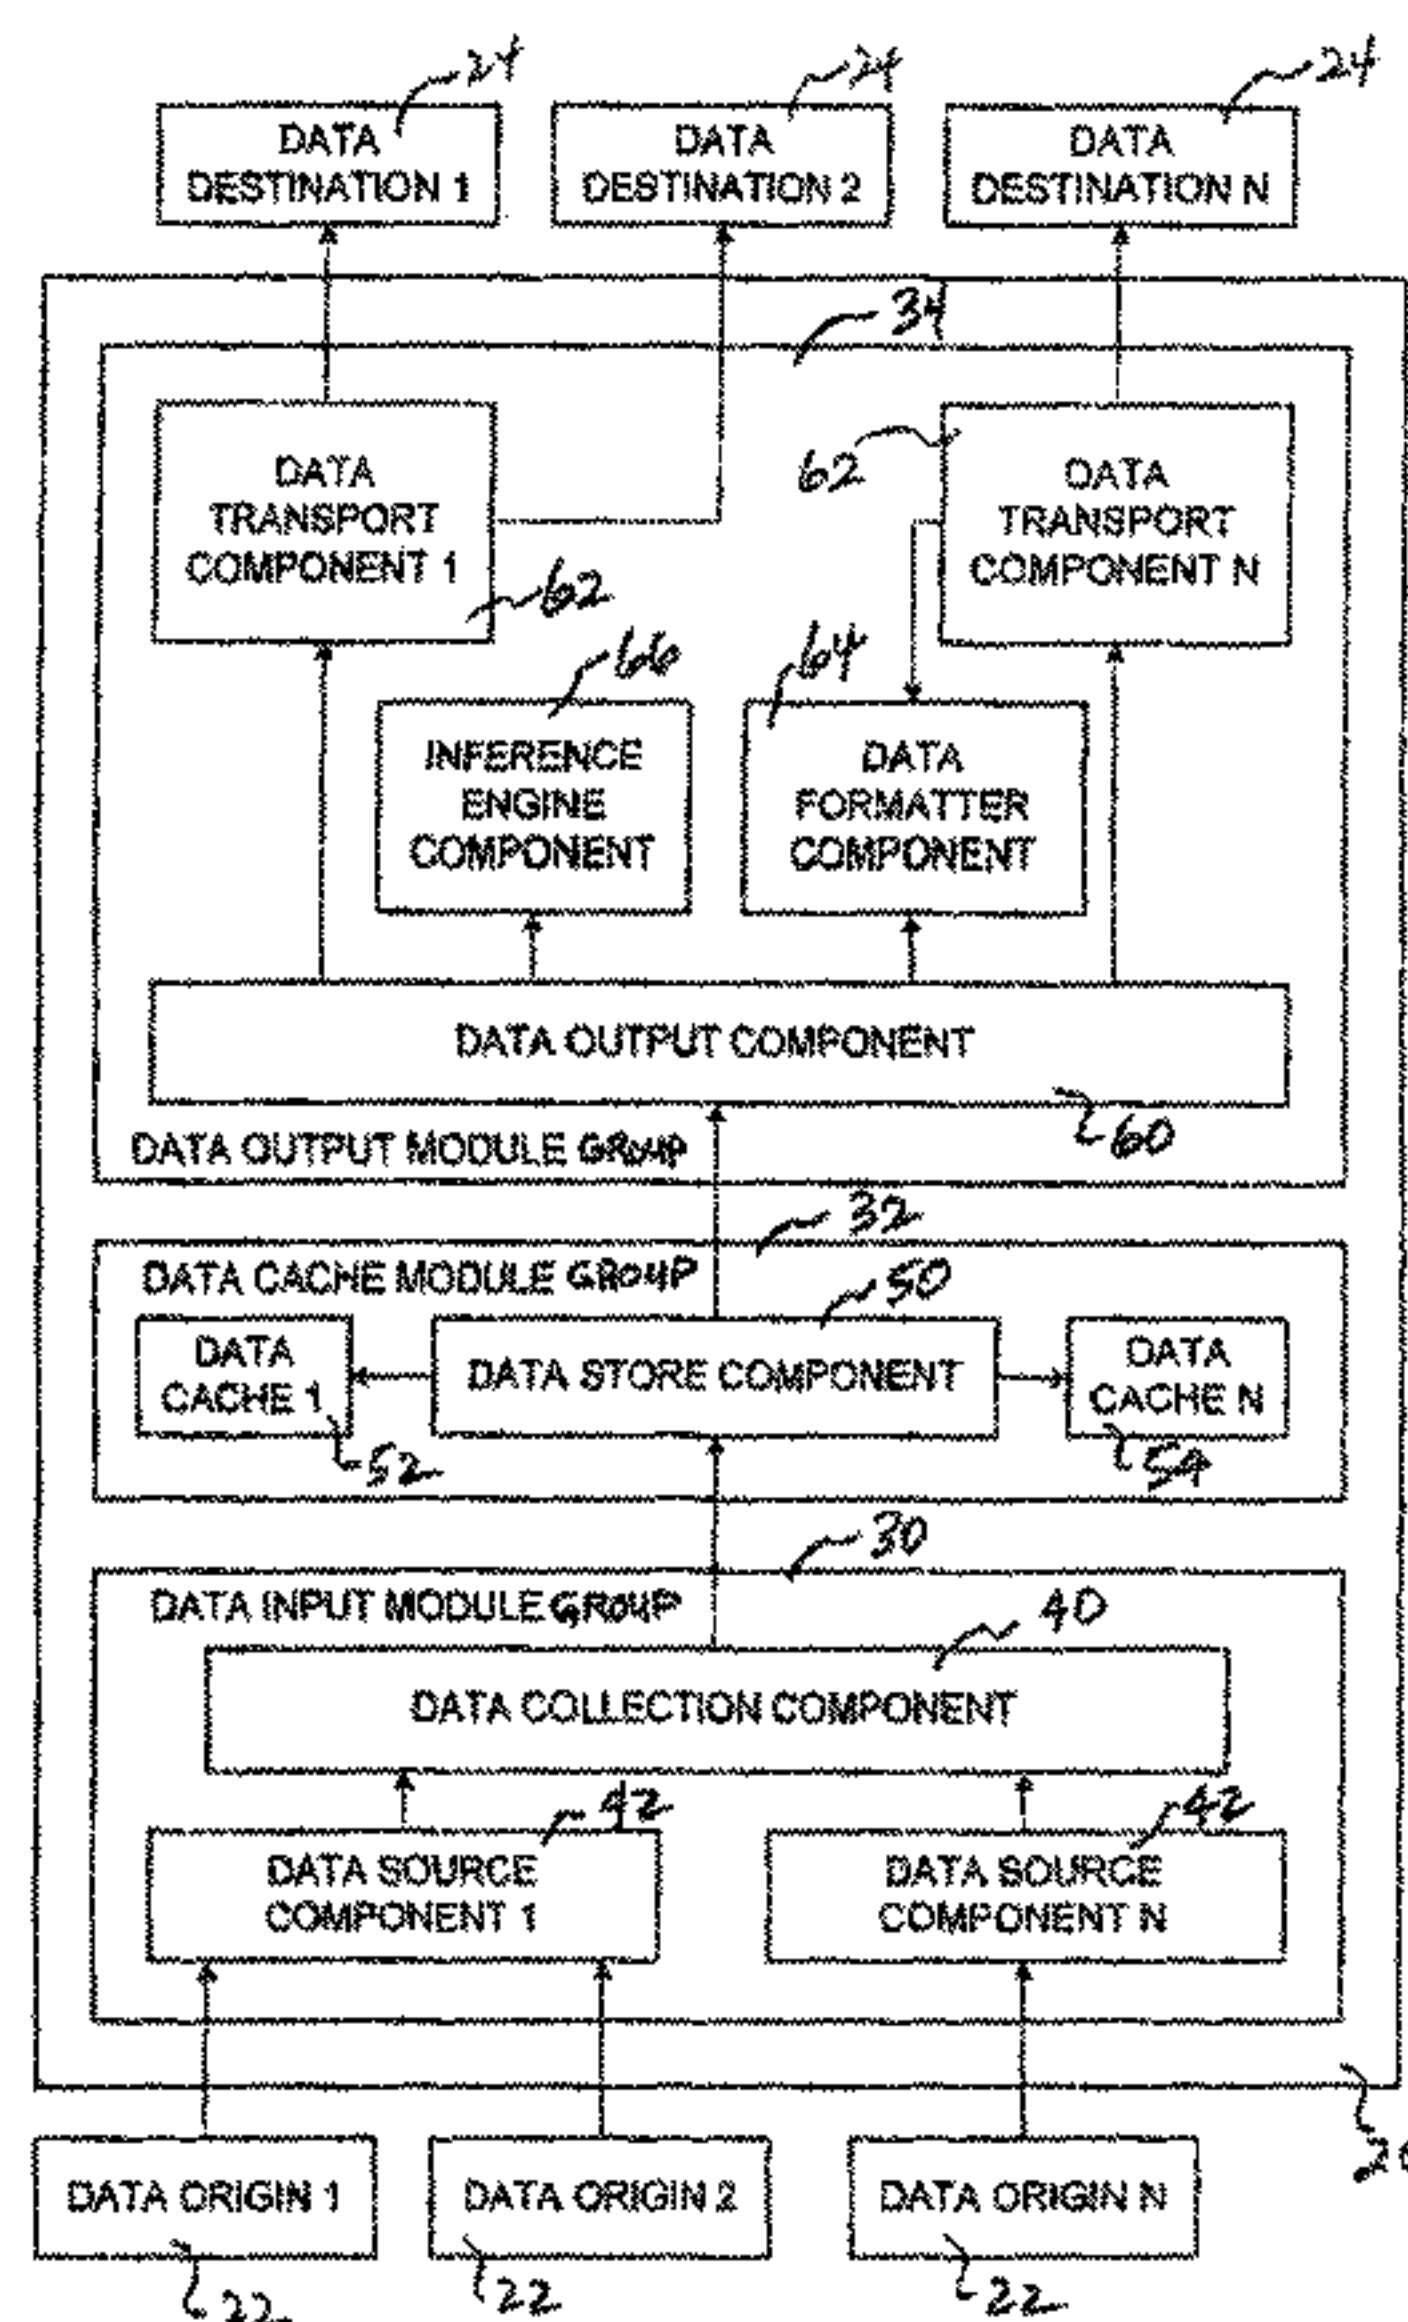 24
24
24
DATA
DESTINATION 1
DATA
DESTINATION 2
DATA
DESTINATION N
34
DATA
TRANSPORT
COMPONENT 1
62
62
DATA
TRANSPORT
COMPONENT N
66
INFERENCE
ENGINE
COMPONENT
64
DATA
FORMATTER
COMPONENT
DATA OUTPUT COMPONENT
60
DATA OUTPUT MODULE GROUP
32
DATA CACHE MODULE GROUP
50
DATA
CACHE 1
52
DATA STORE COMPONENT
DATA
CACHE N
54
30
DATA INPUT MODULE GROUP
40
DATA COLLECTION COMPONENT
42
42
DATA SOURCE
COMPONENT 1
DATA SOURCE
COMPONENT N
DATA ORIGIN 1
DATA ORIGIN 2
DATA ORIGIN N
22
22
22